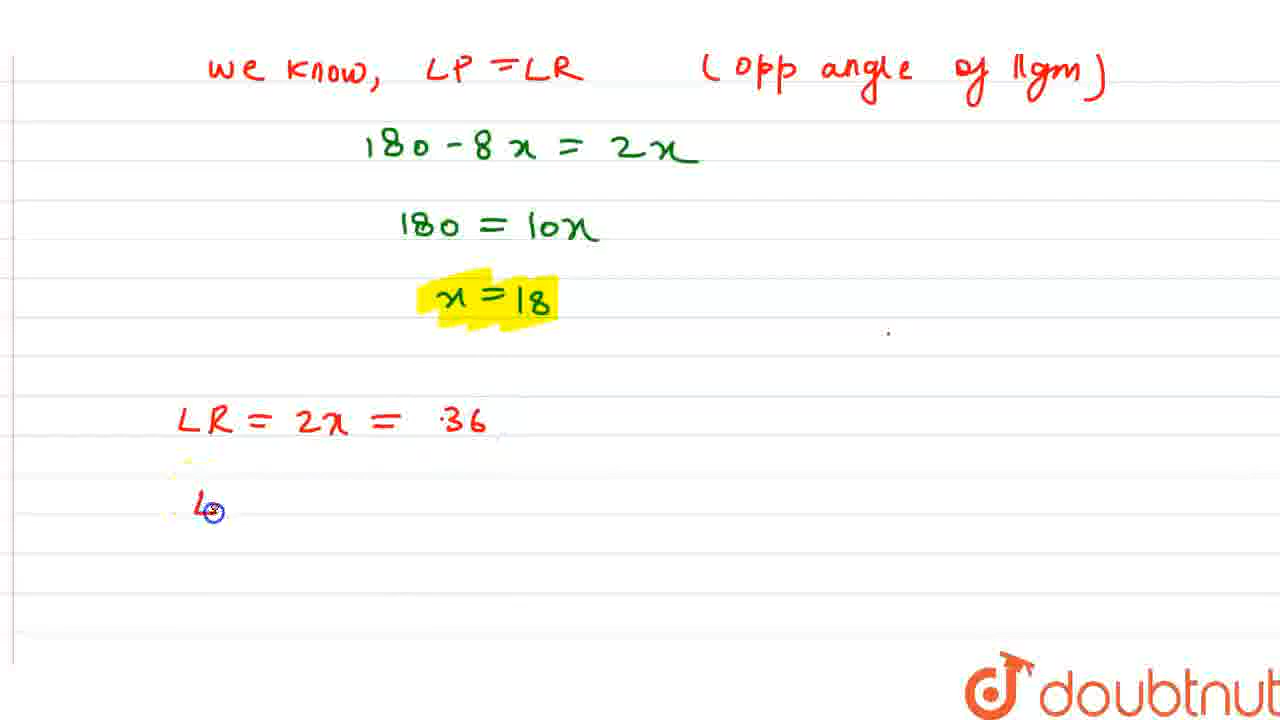 we know, ∠P = ∠R (opp angle of ||gm)
180 - 8x = 2x
180 = 10x
x = 18
∠R = 2x = 36
∠
doubtnut